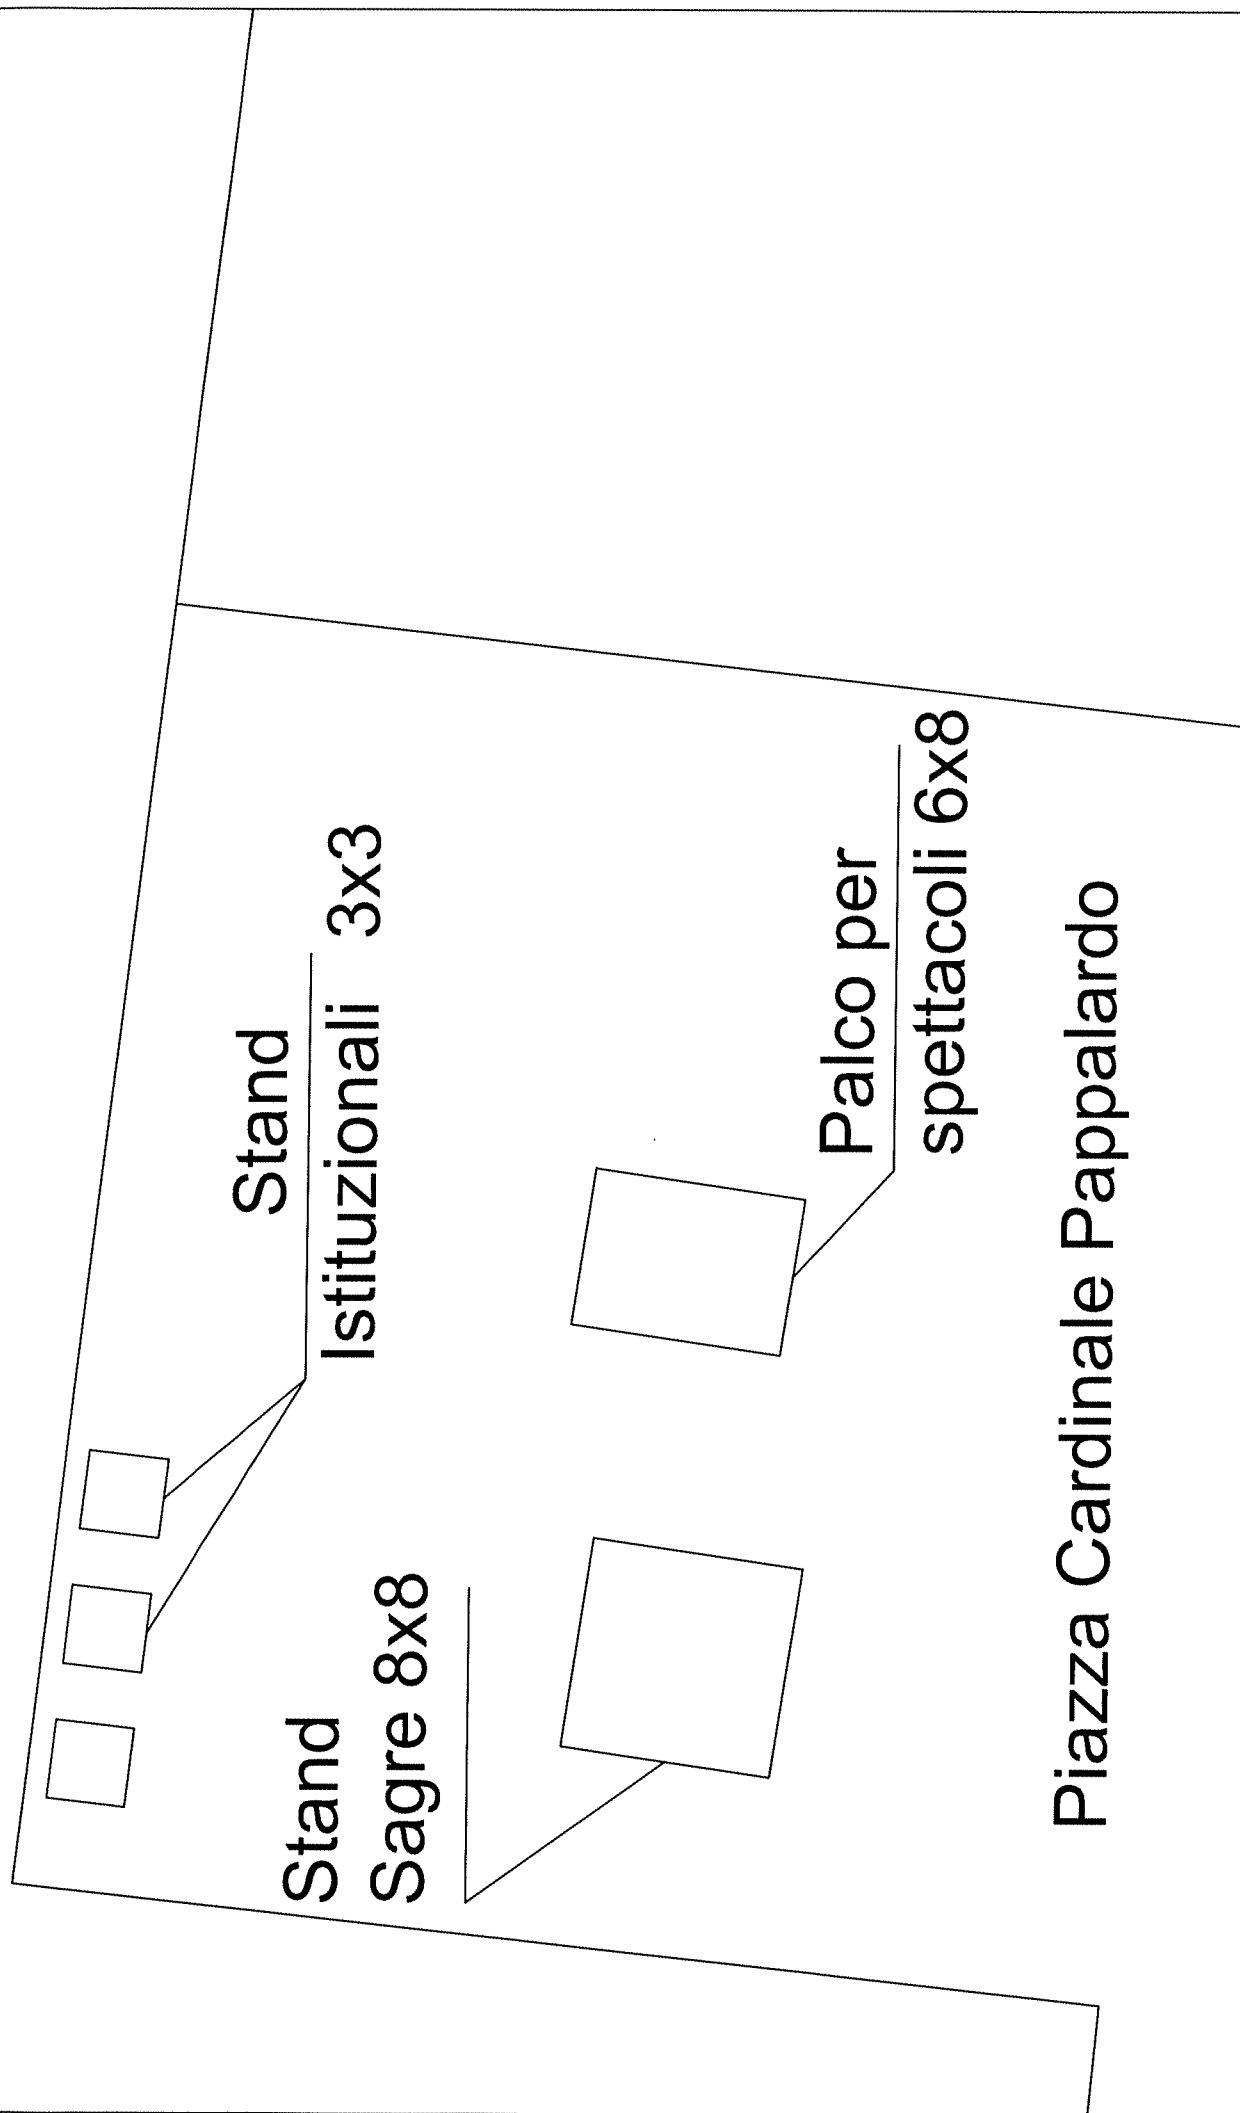 Stand
Istituzionali 3x3
Stand
Sagre 8x8
Palco per
spettacoli 6x8
Piazza Cardinale Pappalardo